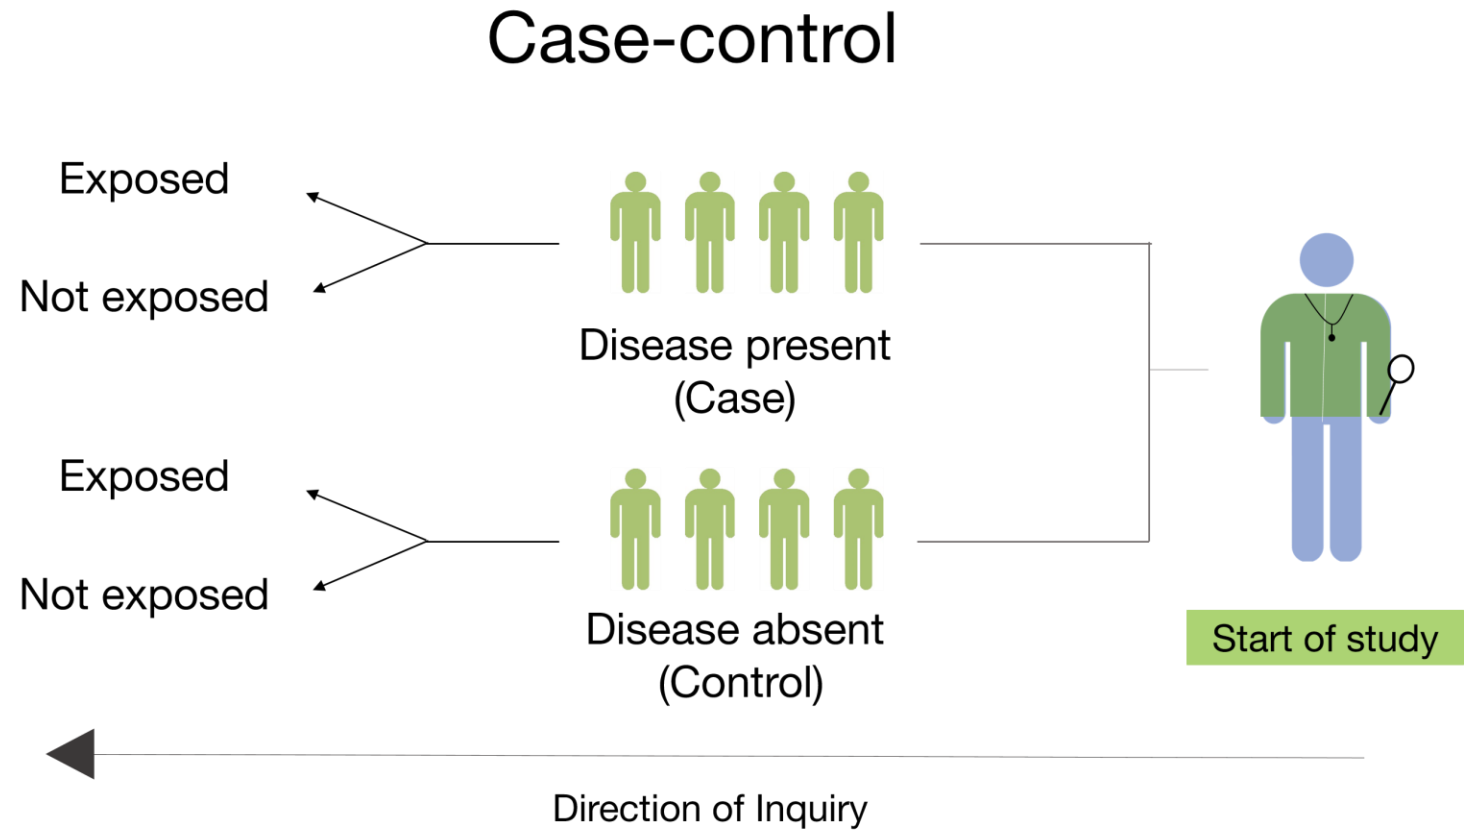 Case-control
Exposed
Not exposed
Disease present
(Case)
Exposed
Not exposed
Disease absent
(Control)
Start of study
Direction of Inquiry